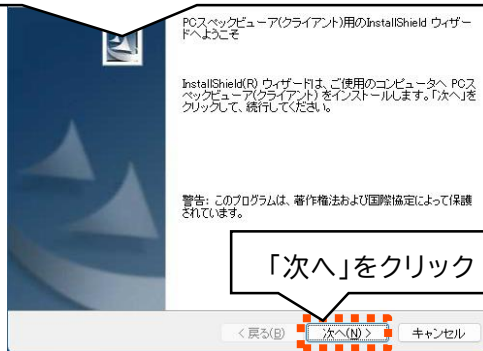 PCスペックビューア(クライアント)用のInstallShield ウィザー
ドへようこそ
InstallShield(R) ウィザードは、ご使用のコンピュータへ PCス
ペックビューア(クライアント) をインストールします。「次へ」を
クリックして、続行してください。
警告: このプログラムは、著作権法および国際協定によって保護
されています。
「次へ」をクリック
< 戻る(B)
次へ(N) >
キャンセル